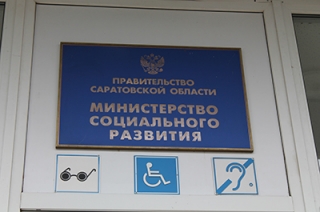 ПРАВИТЕЛЬСТВО
САРАТОВСКОЙ ОБЛАСТИ
МИНИСТЕРСТВО
СОЦИАЛЬНОГО
РАЗВИТИЯ